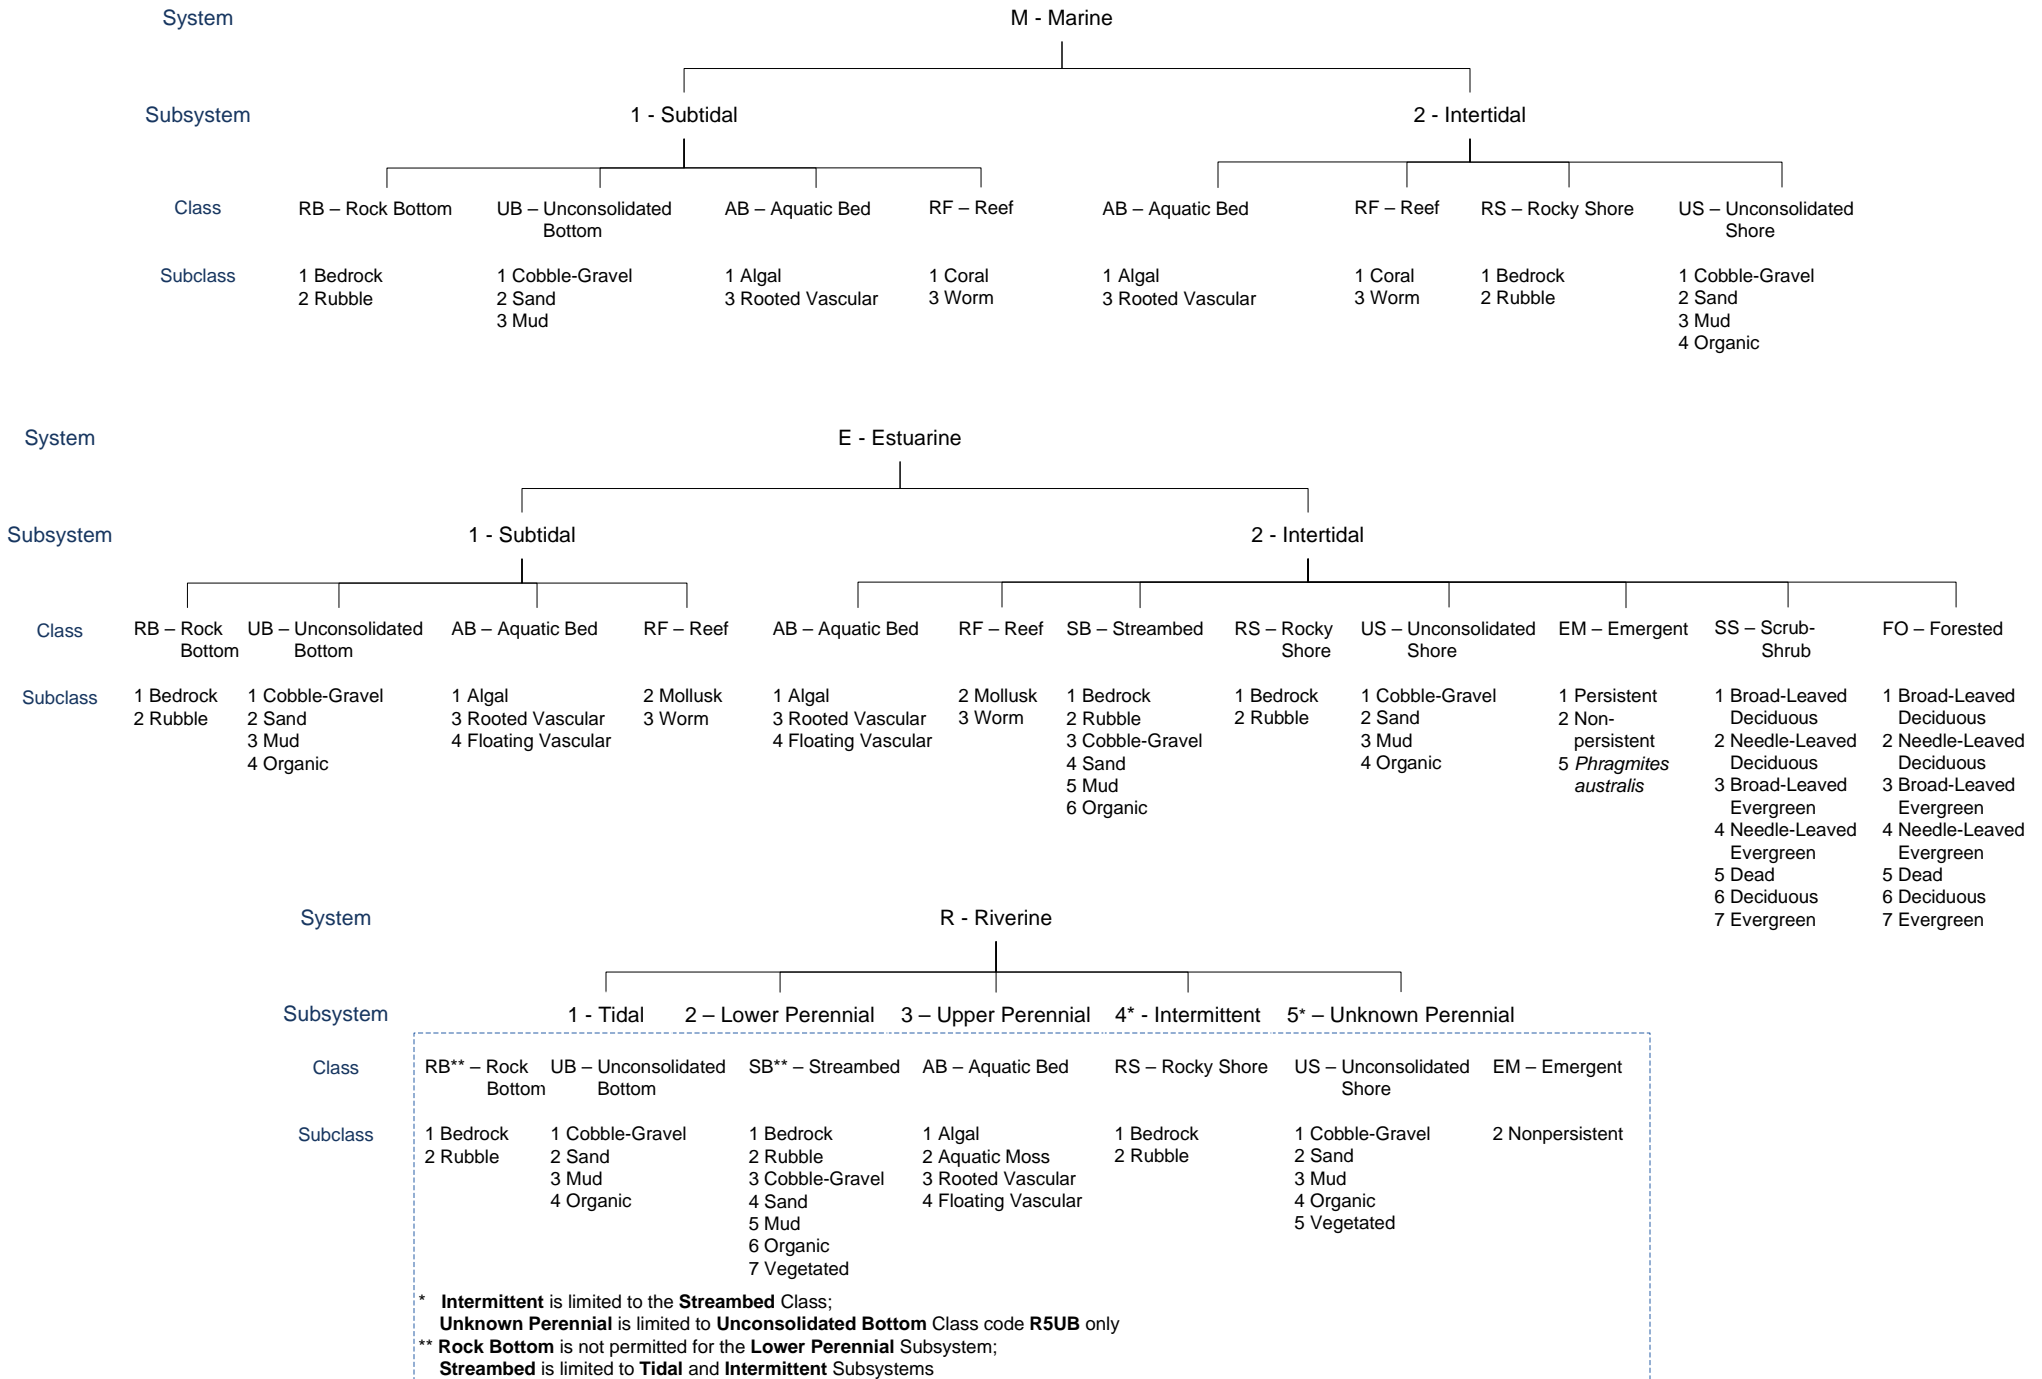 System
M - Marine
Subsystem
1 - Subtidal
2 - Intertidal
Class
RB – Rock Bottom
UB – Unconsolidated
Bottom
AB – Aquatic Bed
RF – Reef
AB – Aquatic Bed
RF – Reef
RS – Rocky Shore
US – Unconsolidated
Shore
Subclass
1 Bedrock
2 Rubble
1 Cobble-Gravel
2 Sand
3 Mud
1 Algal
3 Rooted Vascular
1 Coral
3 Worm
1 Algal
3 Rooted Vascular
1 Coral
3 Worm
1 Bedrock
2 Rubble
1 Cobble-Gravel
2 Sand
3 Mud
4 Organic
System
E - Estuarine
Subsystem
1 - Subtidal
2 - Intertidal
Class
RB – Rock
Bottom
UB – Unconsolidated
Bottom
AB – Aquatic Bed
RF – Reef
AB – Aquatic Bed
RF – Reef
SB – Streambed
RS – Rocky
Shore
US – Unconsolidated
Shore
EM – Emergent
SS – Scrub-
Shrub
FO – Forested
Subclass
1 Bedrock
2 Rubble
1 Cobble-Gravel
2 Sand
3 Mud
4 Organic
1 Algal
3 Rooted Vascular
4 Floating Vascular
2 Mollusk
3 Worm
1 Algal
3 Rooted Vascular
4 Floating Vascular
2 Mollusk
3 Worm
1 Bedrock
2 Rubble
3 Cobble-Gravel
4 Sand
5 Mud
6 Organic
1 Bedrock
2 Rubble
1 Cobble-Gravel
2 Sand
3 Mud
4 Organic
1 Persistent
2 Non-
persistent
5 Phragmites
australis
1 Broad-Leaved
Deciduous
2 Needle-Leaved
Deciduous
3 Broad-Leaved
Evergreen
4 Needle-Leaved
Evergreen
5 Dead
6 Deciduous
7 Evergreen
1 Broad-Leaved
Deciduous
2 Needle-Leaved
Deciduous
3 Broad-Leaved
Evergreen
4 Needle-Leaved
Evergreen
5 Dead
6 Deciduous
7 Evergreen
System
R - Riverine
Subsystem
1 - Tidal
2 – Lower Perennial
3 – Upper Perennial
4* - Intermittent
5* – Unknown Perennial
Class
RB** – Rock
Bottom
UB – Unconsolidated
Bottom
SB** – Streambed
AB – Aquatic Bed
RS – Rocky Shore
US – Unconsolidated
Shore
EM – Emergent
Subclass
1 Bedrock
2 Rubble
1 Cobble-Gravel
2 Sand
3 Mud
4 Organic
1 Bedrock
2 Rubble
3 Cobble-Gravel
4 Sand
5 Mud
6 Organic
7 Vegetated
1 Algal
2 Aquatic Moss
3 Rooted Vascular
4 Floating Vascular
1 Bedrock
2 Rubble
1 Cobble-Gravel
2 Sand
3 Mud
4 Organic
5 Vegetated
2 Nonpersistent
* Intermittent is limited to the Streambed Class;
Unknown Perennial is limited to Unconsolidated Bottom Class code R5UB only
** Rock Bottom is not permitted for the Lower Perennial Subsystem;
Streambed is limited to Tidal and Intermittent Subsystems